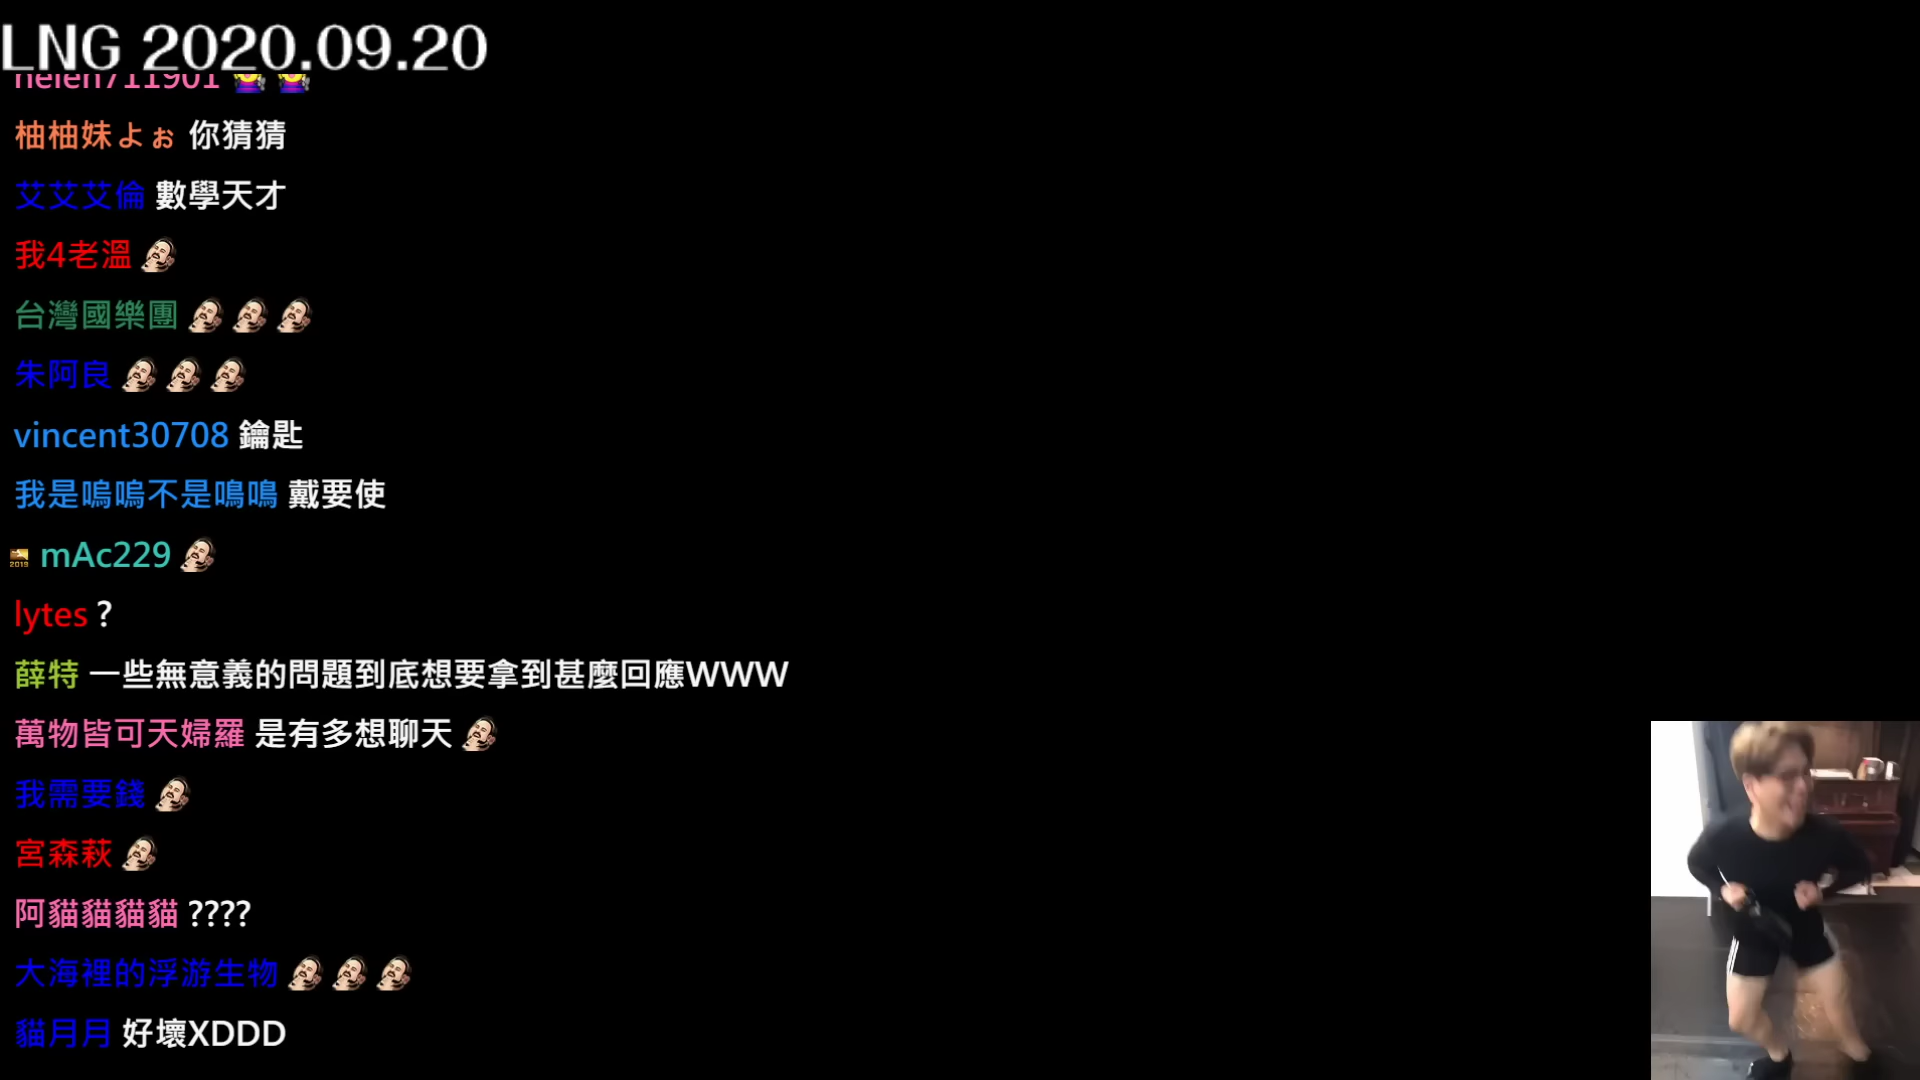 LNG 2020.09.20
helen711901
柚柚妹よぉ 你猜猜
艾艾艾倫 數學天才
我4老溫
台灣國樂團
朱阿良
vincent30708 鑰匙
我是嗚嗚不是鳴鳴 戴要使
2019 mAc229
lytes ?
薛特 一些無意義的問題到底想要拿到甚麼回應WWW
萬物皆可天婦羅 是有多想聊天
我需要錢
宮森萩
阿貓貓貓貓 ????
大海裡的浮游生物
貓月月 好壞XDDD